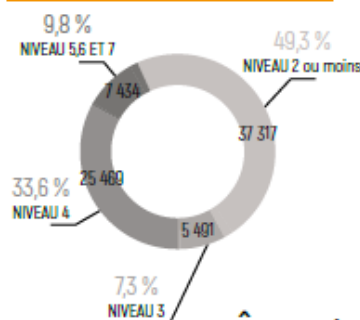 9,8 %
NIVEAU 5,6 ET 7
49,3 %
NIVEAU 2 ou moins
7 434
37 317
33,6 %
NIVEAU 4
25 469
5 491
7,3 %
NIVEAU 3